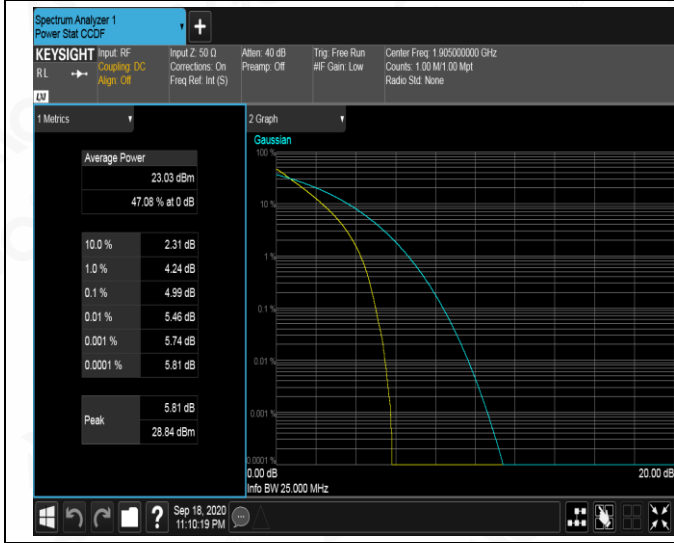 Spectrum Analyzer 1
Power Stat CCDF
+
KEYSIGHT
RL
LXI
Input: RF
Coupling: DC
Align: Off
Input Z: 50 Ω
Corrections: On
Freq Ref: Int (S)
Atten: 40 dB
Preamp: Off
Trig: Free Run
#IF Gain: Low
Center Freq: 1.905000000 GHz
Counts: 1.00 M/1.00 Mpt
Radio Std: None
1 Metrics
Average Power
23.03 dBm
47.08 % at 0 dB
10.0 % 2.31 dB
1.0 % 4.24 dB
0.1 % 4.99 dB
0.01 % 5.46 dB
0.001 % 5.74 dB
0.0001 % 5.81 dB
Peak
5.81 dB
28.84 dBm
2 Graph
Gaussian
100 %
10 %
1 %
0.1 %
0.01 %
0.001 %
0.0001 %
0.00 dB 20.00 dB
Info BW 25.000 MHz
?
Sep 18, 2020
11:10:19 PM